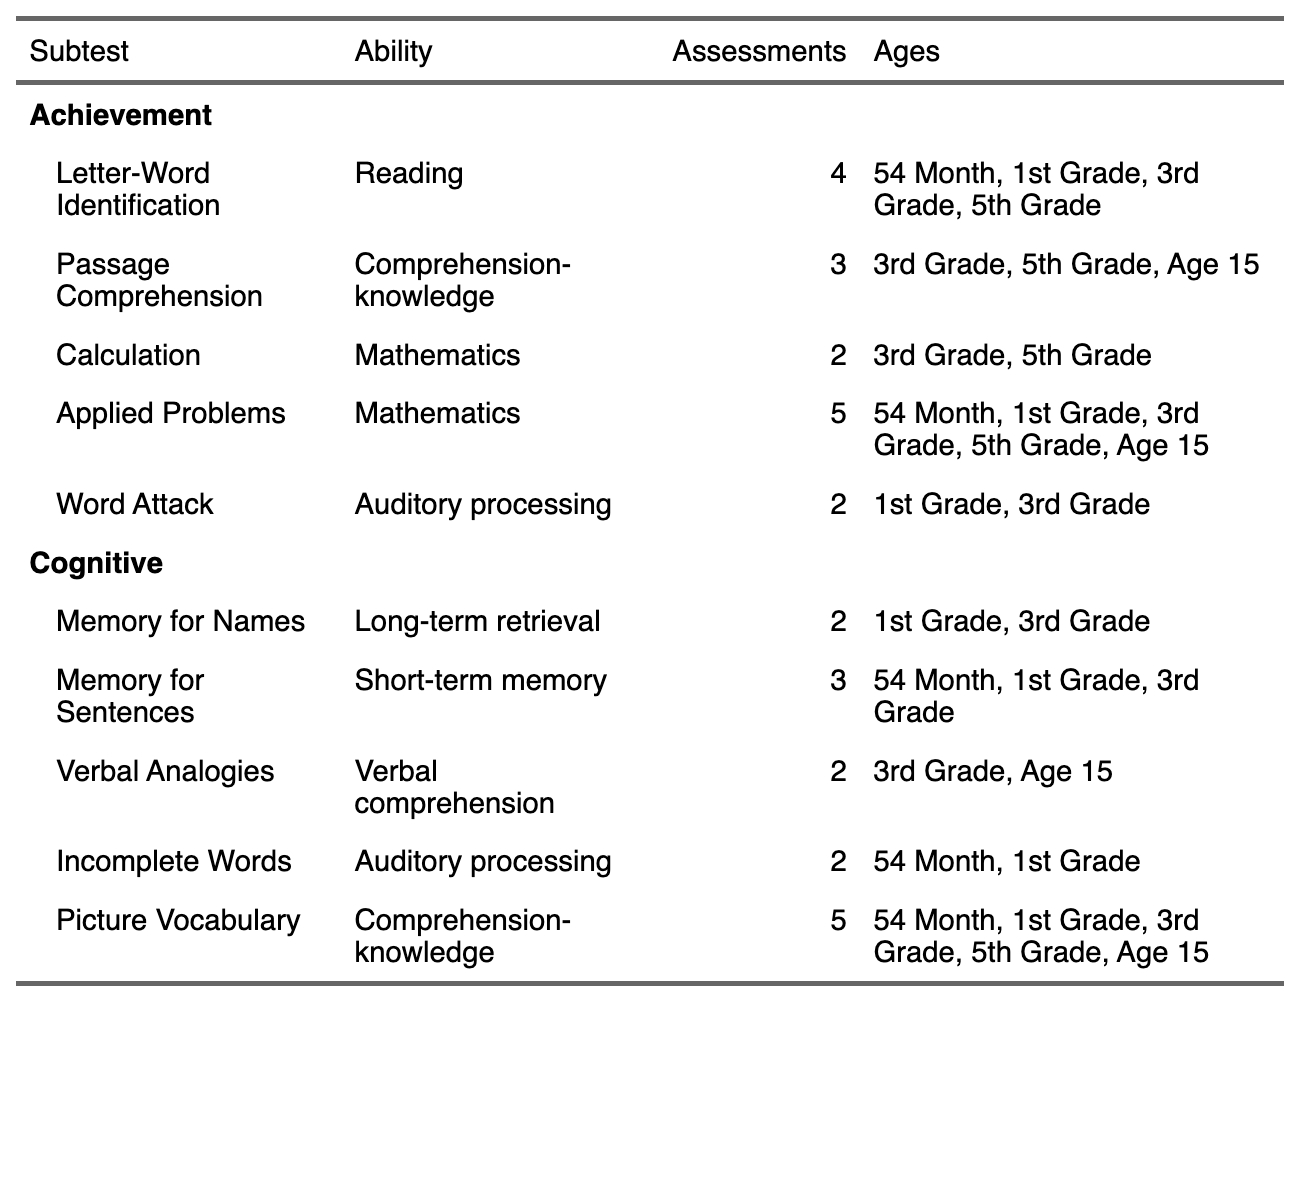 Subtest Ability Assessments Ages
Achievement
Letter-Word Identification Reading 4 54 Month, 1st Grade, 3rd Grade, 5th Grade
Passage Comprehension Comprehension-knowledge 3 3rd Grade, 5th Grade, Age 15
Calculation Mathematics 2 3rd Grade, 5th Grade
Applied Problems Mathematics 5 54 Month, 1st Grade, 3rd Grade, 5th Grade, Age 15
Word Attack Auditory processing 2 1st Grade, 3rd Grade
Cognitive
Memory for Names Long-term retrieval 2 1st Grade, 3rd Grade
Memory for Sentences Short-term memory 3 54 Month, 1st Grade, 3rd Grade
Verbal Analogies Verbal comprehension 2 3rd Grade, Age 15
Incomplete Words Auditory processing 2 54 Month, 1st Grade
Picture Vocabulary Comprehension-knowledge 5 54 Month, 1st Grade, 3rd Grade, 5th Grade, Age 15